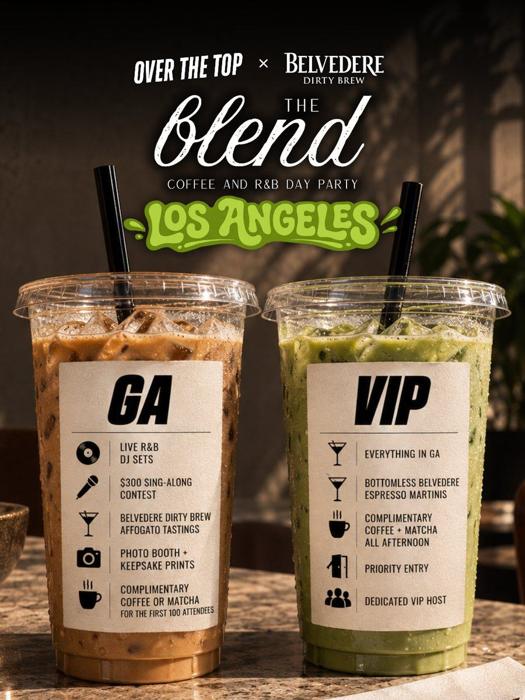 OVER THE TOP × BELVEDERE
DIRTY BREW
THE
blend
COFFEE AND R&B DAY PARTY
LOS ANGELES
GA
LIVE R&B
DJ SETS
$300 SING-ALONG
CONTEST
BELVEDERE DIRTY BREW
AFFOGATO TASTINGS
PHOTO BOOTH +
KEEPSAKE PRINTS
COMPLIMENTARY
COFFEE OR MATCHA
FOR THE FIRST 100 ATTENDEES
VIP
EVERYTHING IN GA
BOTTOMLESS BELVEDERE
ESPRESSO MARTINIS
COMPLIMENTARY
COFFEE + MATCHA
ALL AFTERNOON
PRIORITY ENTRY
DEDICATED VIP HOST